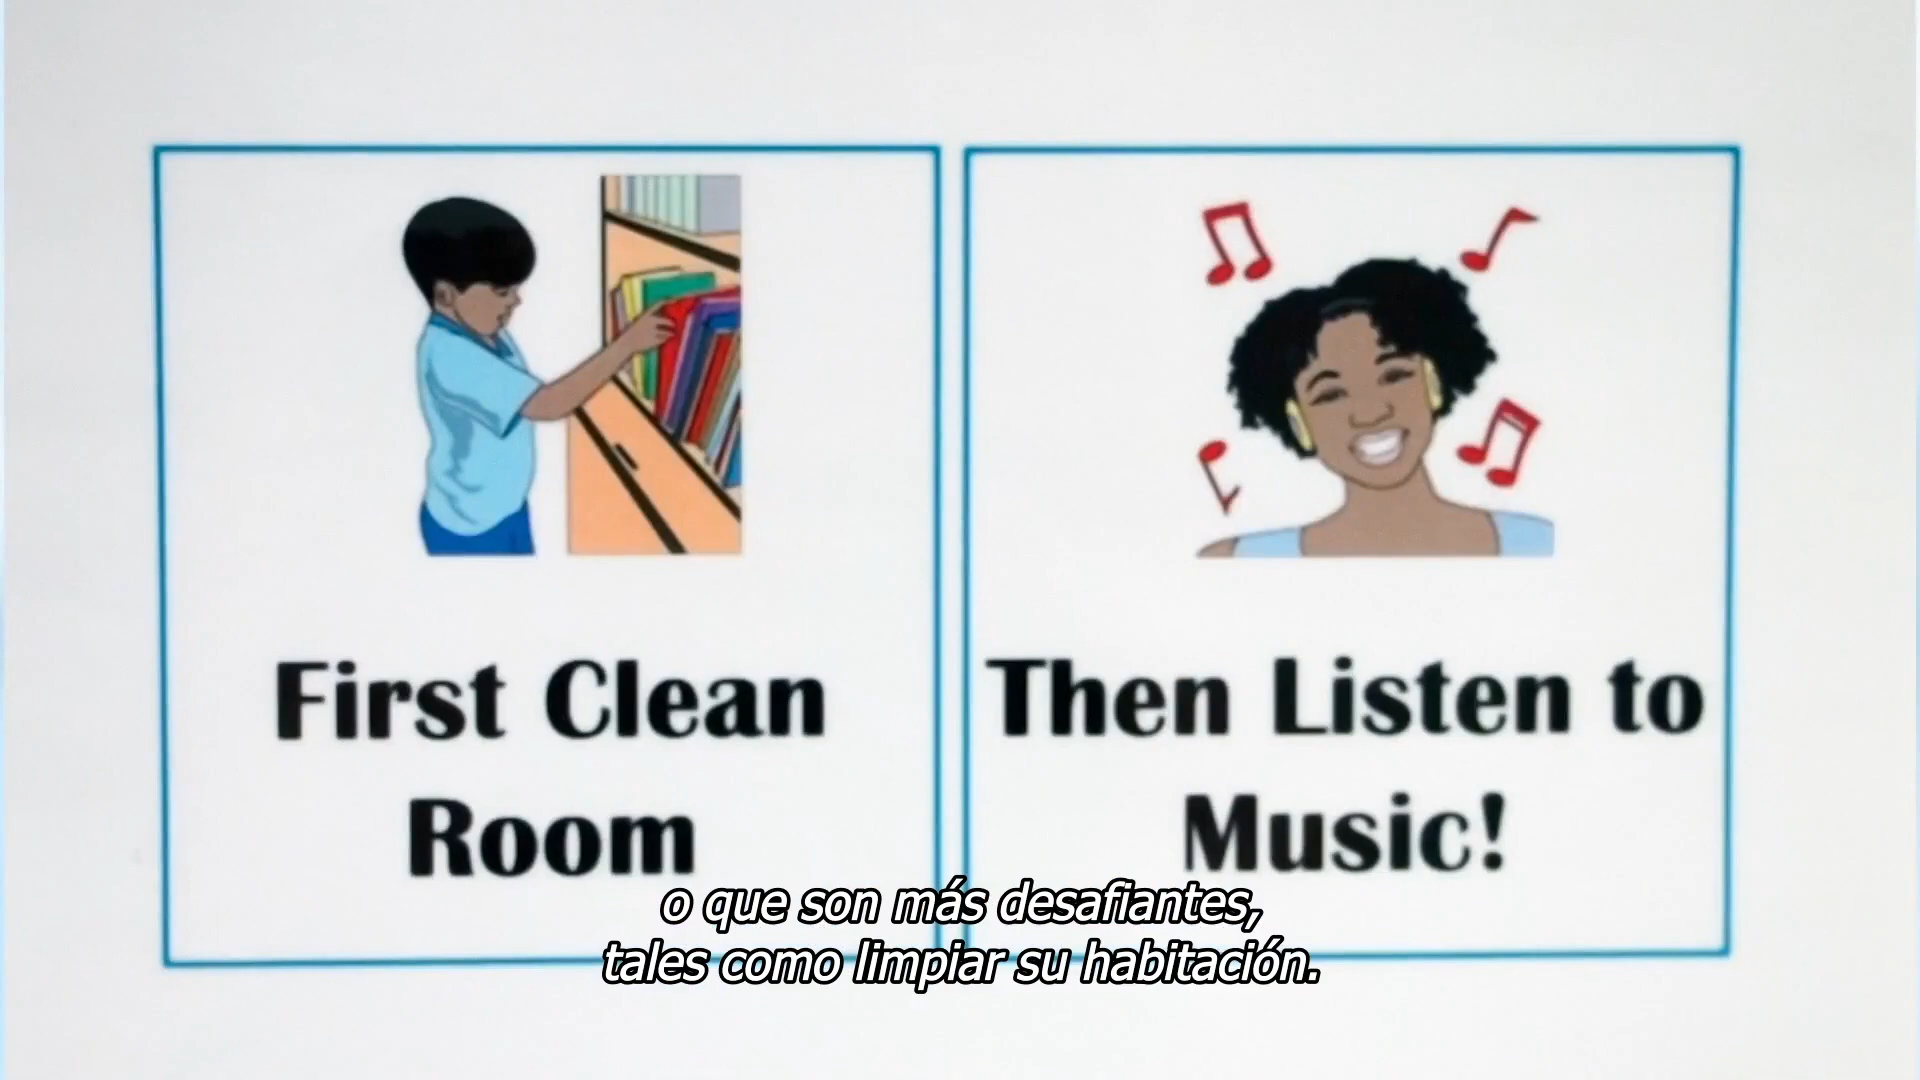 First Clean
Room
Then Listen to
Music!
o que son más desafiantes,
tales como limpiar su habitación.